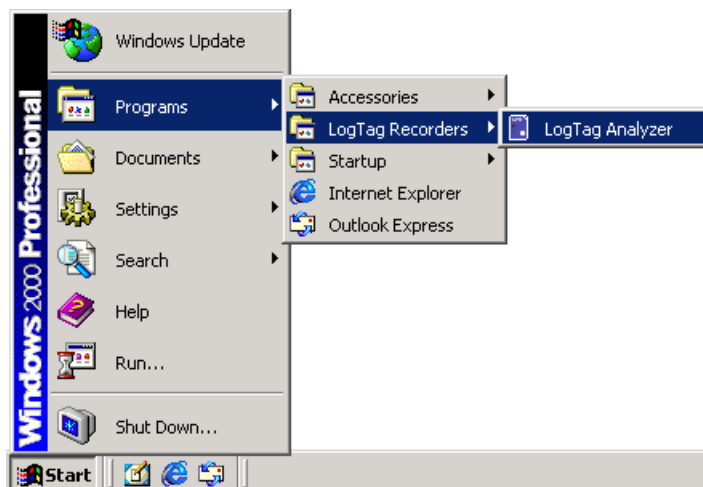 Windows Update
Programs
Documents
Settings
Search
Help
Run...
Shut Down...
Windows 2000 Professional
Accessories
LogTag Recorders
Startup
Internet Explorer
Outlook Express
LogTag Analyzer
Start